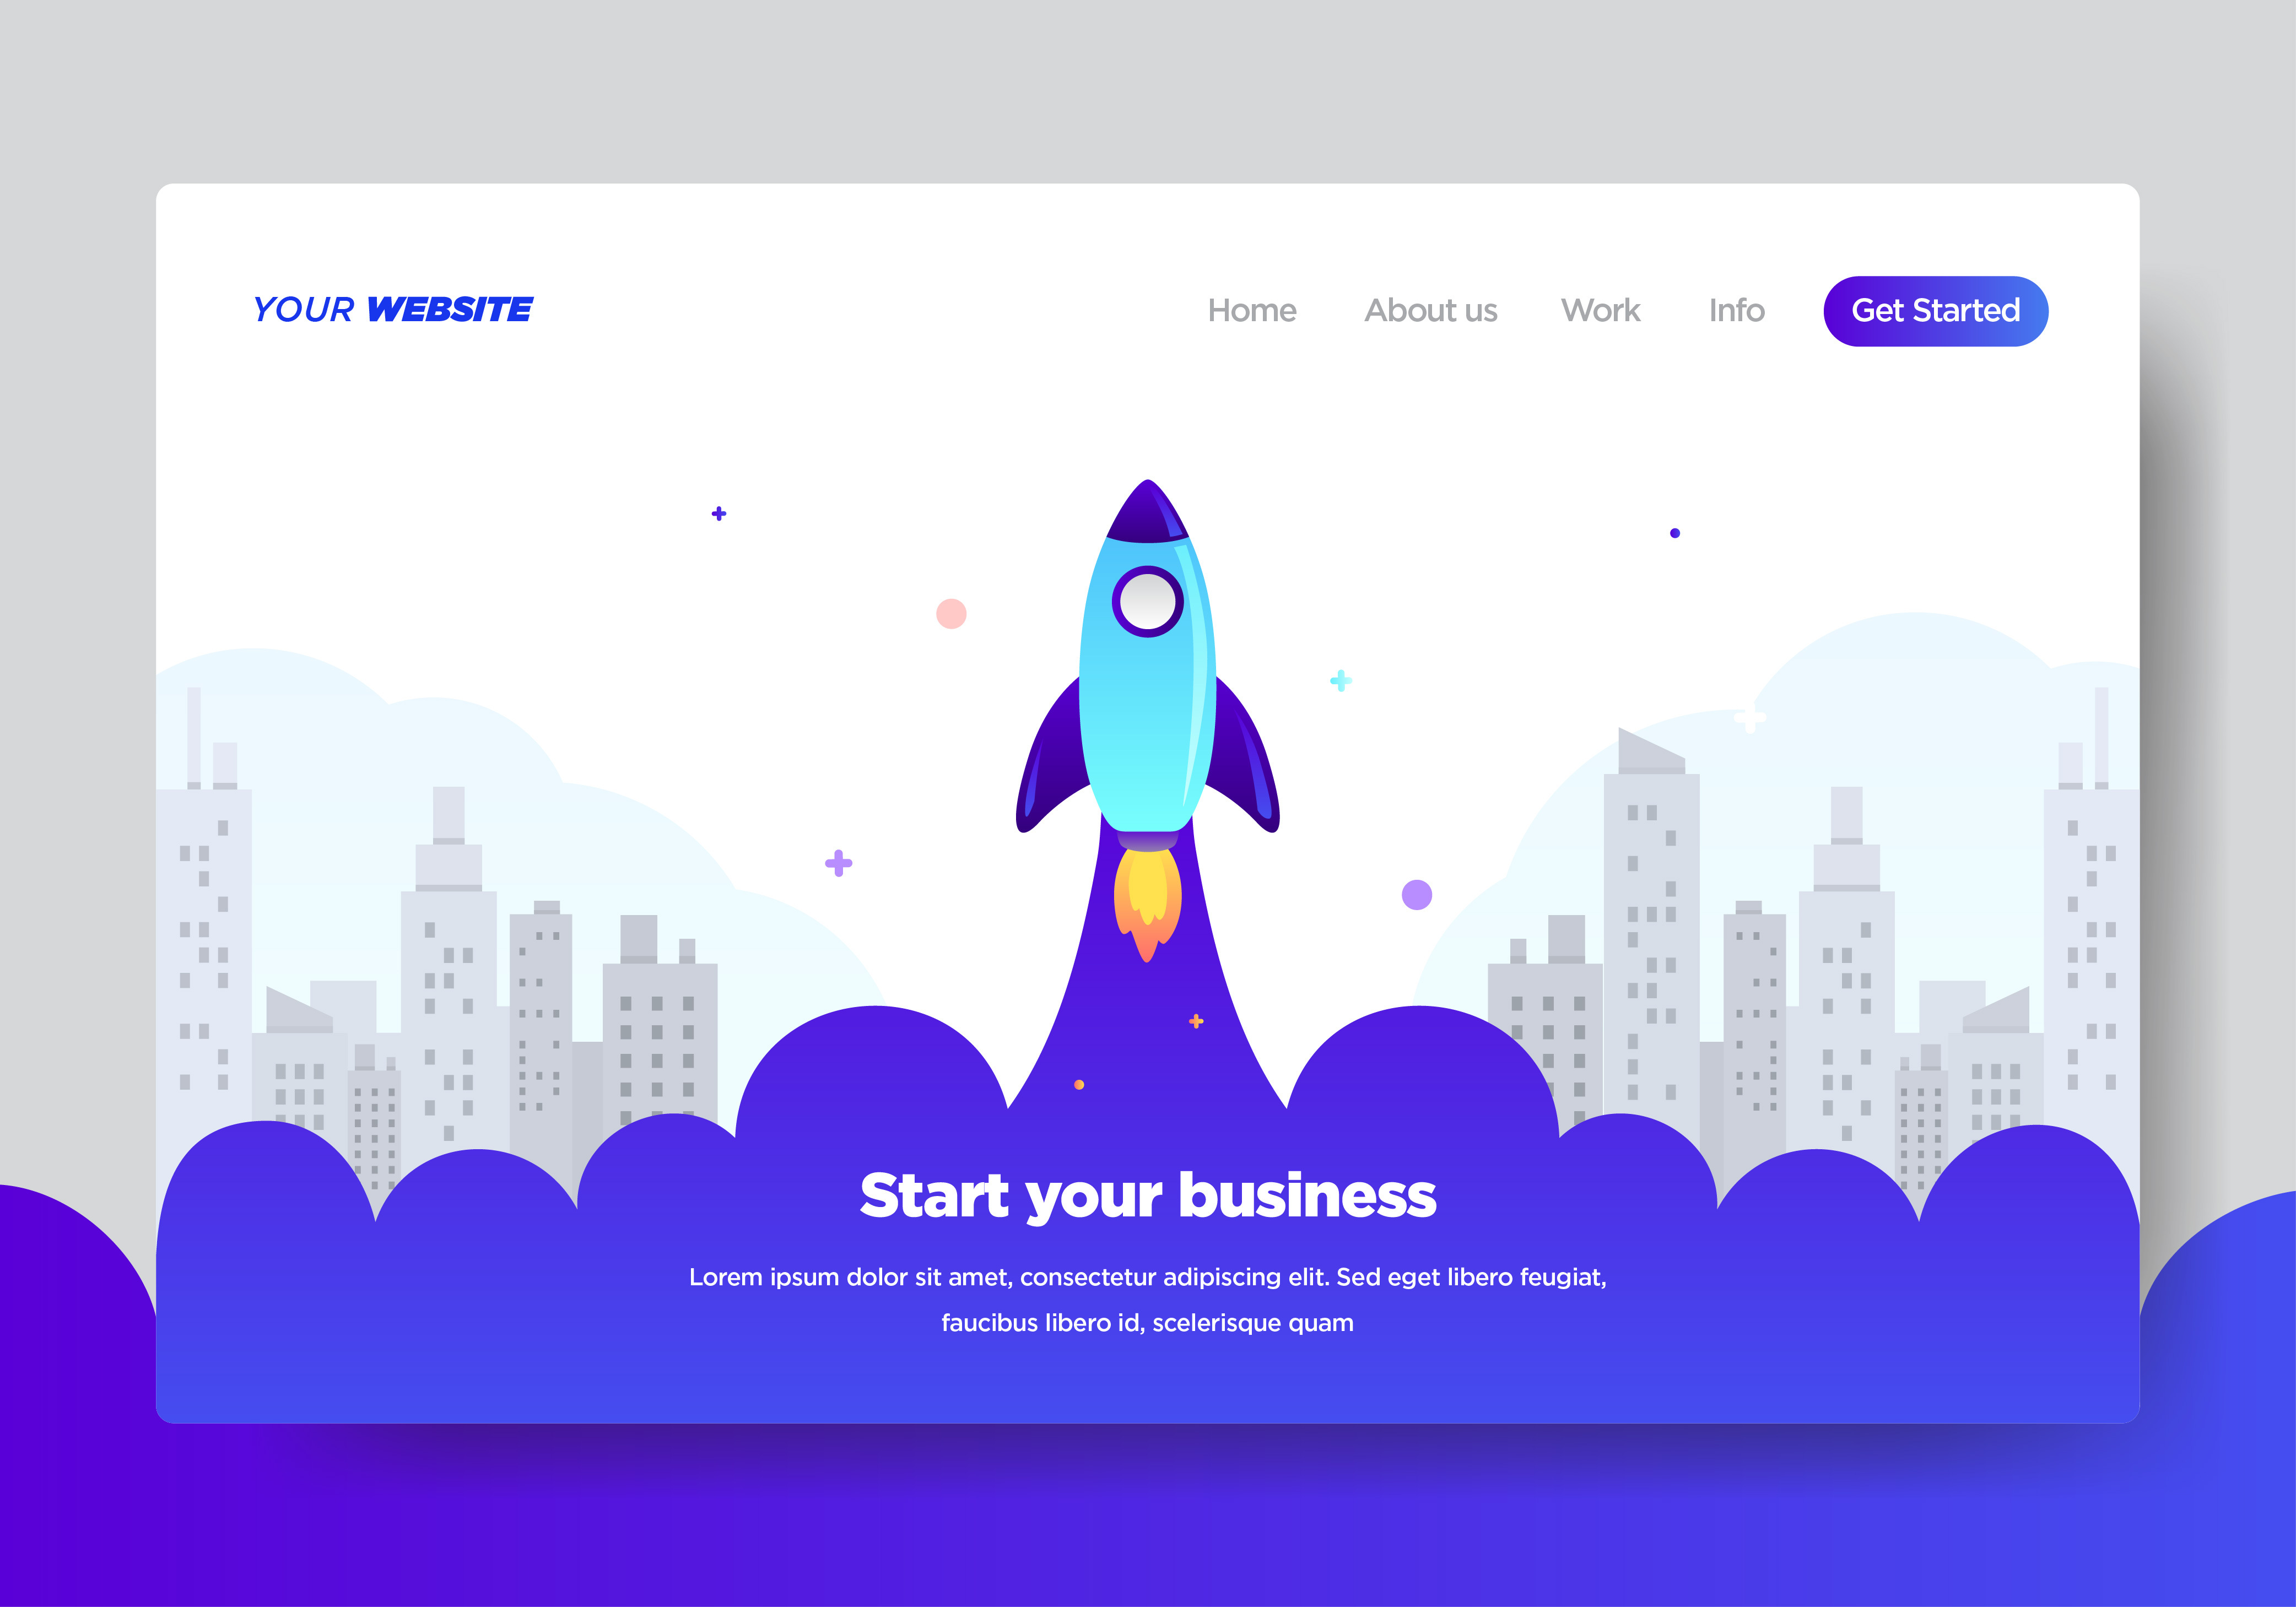 YOUR WEBSITE
Home About us Work Info Get Started
Start your business
Lorem ipsum dolor sit amet, consectetur adipiscing elit. Sed eget libero feugiat,
faucibus libero id, scelerisque quam